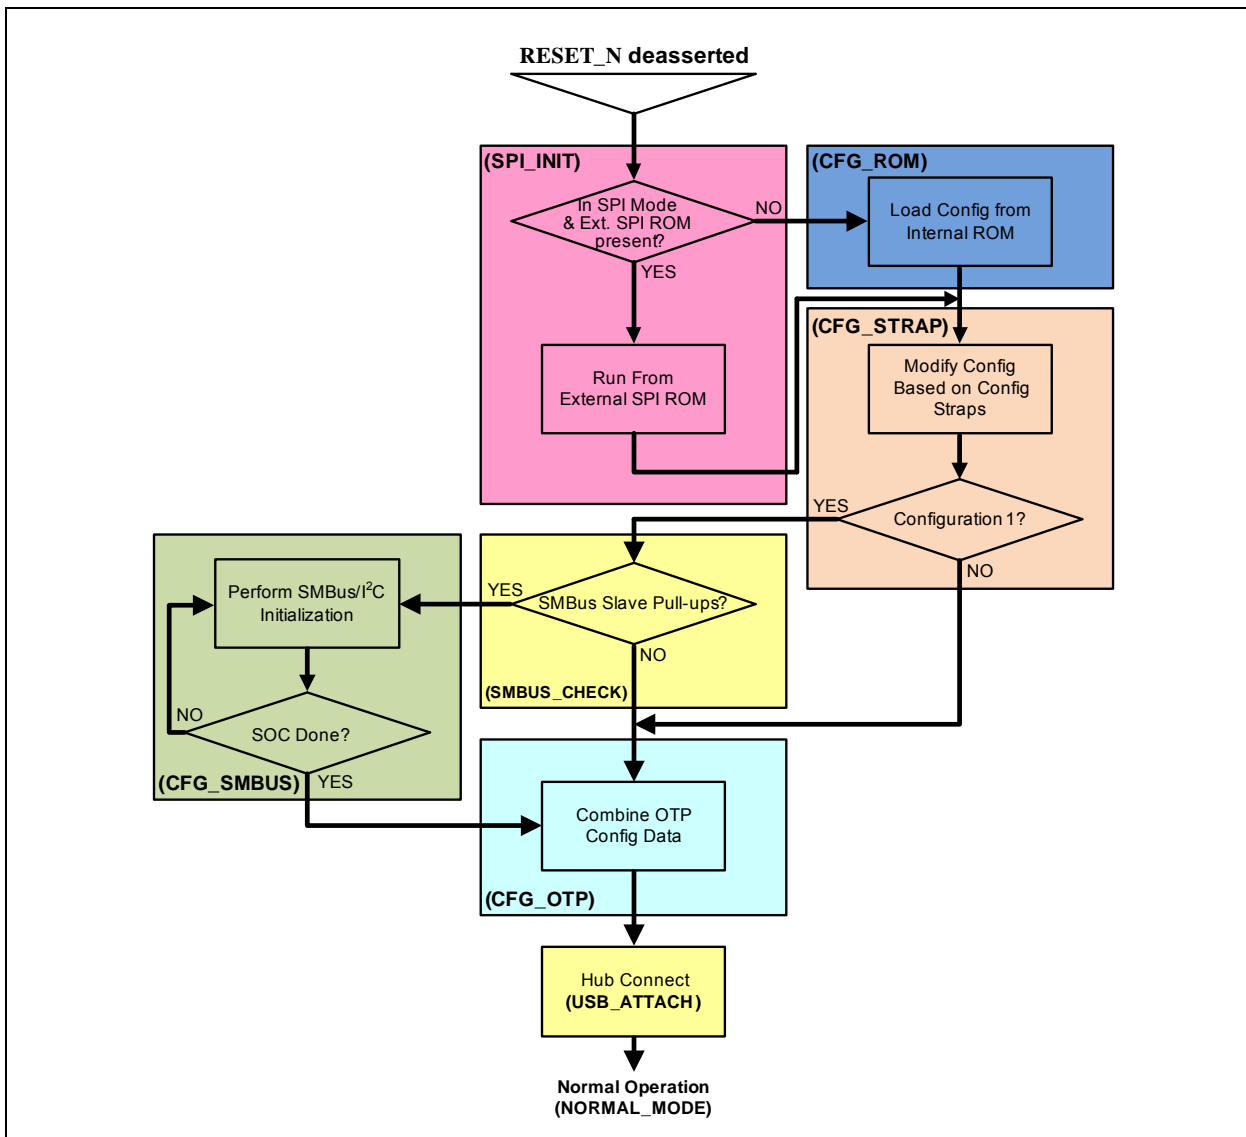 RESET_N deasserted
(SPI_INIT)
In SPI Mode
& Ext. SPI ROM
present?
NO
YES
Run From
External SPI ROM
(CFG_ROM)
Load Config from
Internal ROM
(CFG_STRAP)
Modify Config
Based on Config
Straps
Configuration 1?
YES
NO
SMBus Slave Pull-ups?
YES
NO
(SMBUS_CHECK)
Perform SMBus/I²C
Initialization
SOC Done?
NO
YES
(CFG_SMBUS)
Combine OTP
Config Data
(CFG_OTP)
Hub Connect
(USB_ATTACH)
Normal Operation
(NORMAL_MODE)